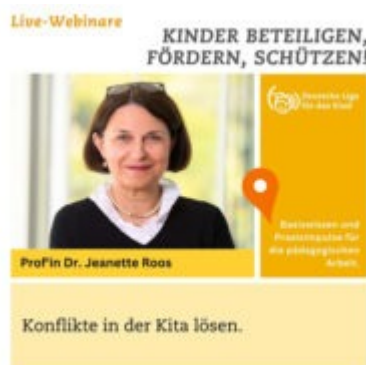 Live-Webinare
KINDER BETEILIGEN,
FÖRDERN, SCHÜTZEN!
Deutsche Liga
für das Kind
Basiswissen und
Praxisimpulse für
die pädagogische
Arbeit.
Prof'in Dr. Jeanette Roos
Konflikte in der Kita lösen.